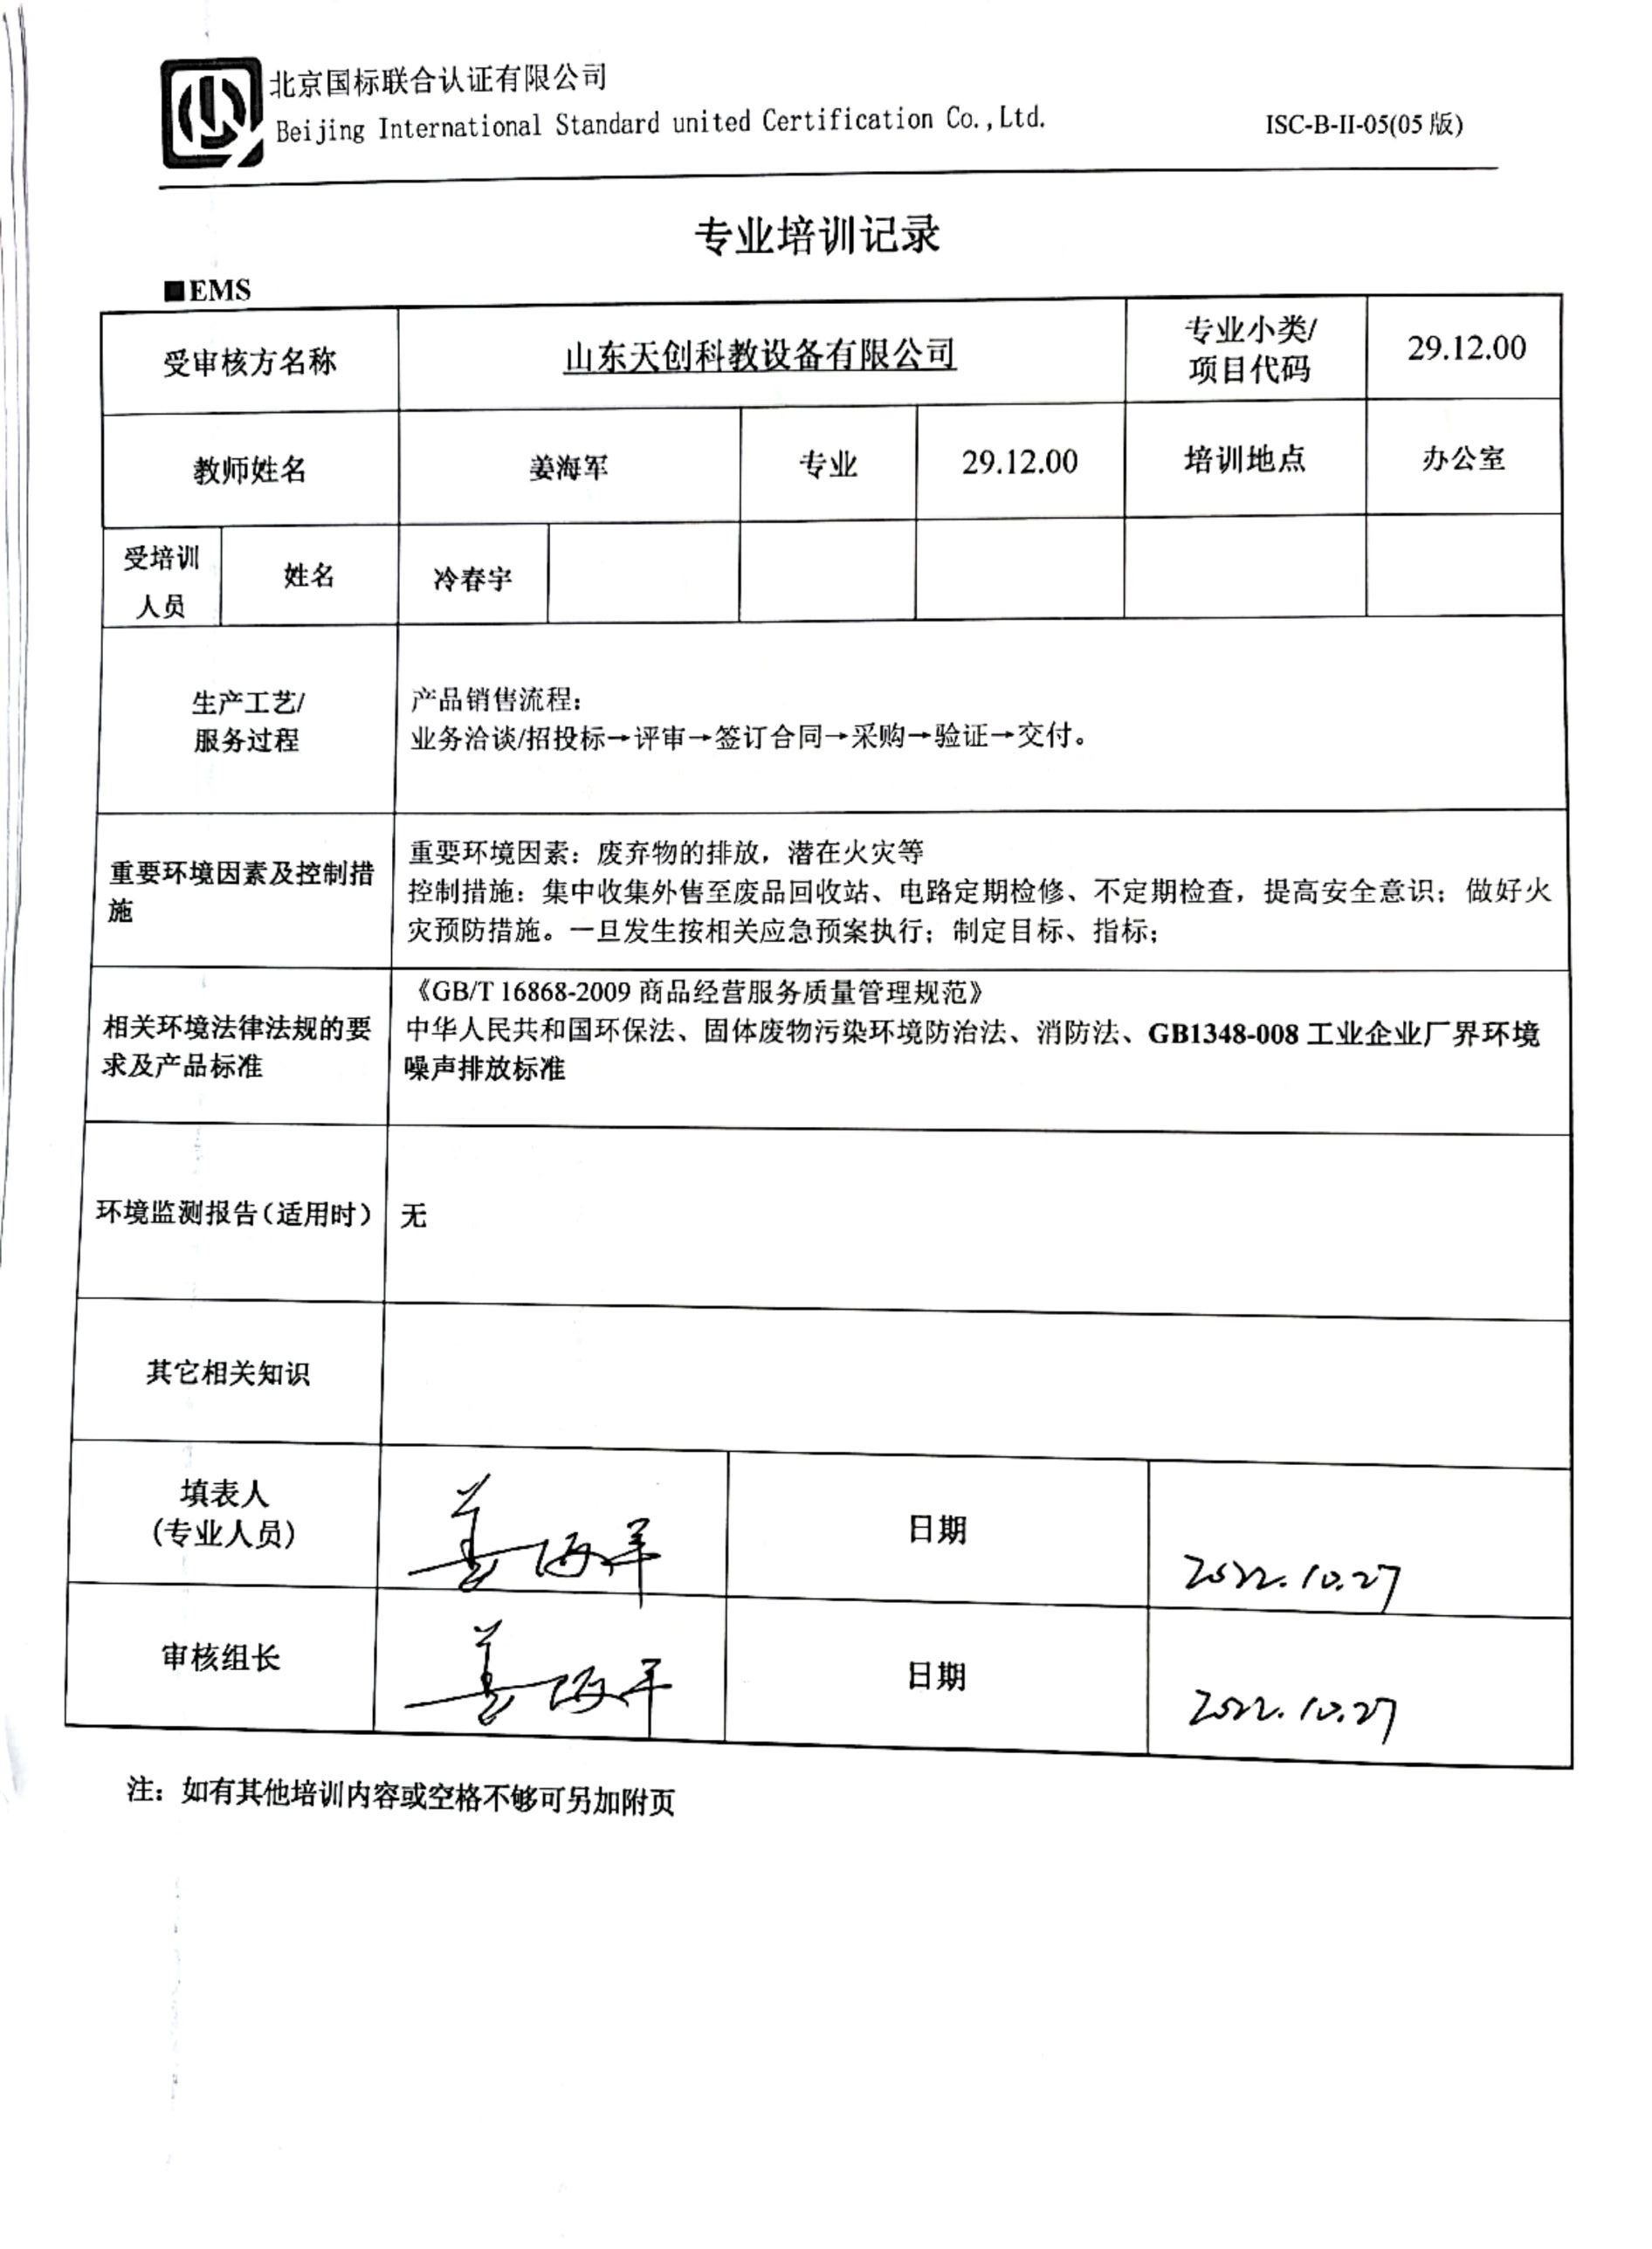 北京国标联合认证有限公司
Beijing International Standard united Certification Co.,Ltd.
ISC-B-II-05(05 版)
专业培训记录
■EMS
受审核方名称
山东天创科教设备有限公司
专业小类/
项目代码
29.12.00
教师姓名
姜海军
专业
29.12.00
培训地点
办公室
受培训
人员
姓名
冷春宇
生产工艺/
服务过程
产品销售流程：
业务洽谈/招投标→评审→签订合同→采购→验证→交付。
重要环境因素及控制措
施
重要环境因素：废弃物的排放，潜在火灾等
控制措施：集中收集外售至废品回收站、电路定期检修、不定期检查，提高安全意识；做好火
灾预防措施。一旦发生按相关应急预案执行；制定目标、指标；
相关环境法律法规的要
求及产品标准
《GB/T 16868-2009 商品经营服务质量管理规范》
中华人民共和国环保法、固体废物污染环境防治法、消防法、GB1348-008 工业企业厂界环境
噪声排放标准
环境监测报告（适用时）
无
其它相关知识
填表人
（专业人员）
姜海军
日期
2022.10.27
审核组长
姜海军
日期
2022.10.27
注：如有其他培训内容或空格不够可另加附页